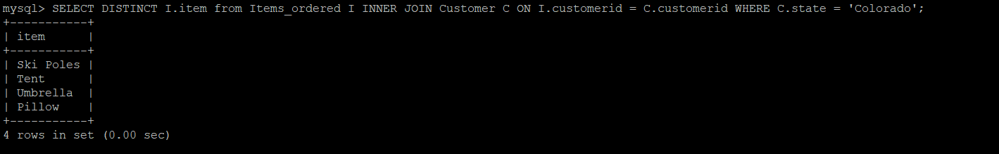 mysql> SELECT DISTINCT I.item from Items_ordered I INNER JOIN Customer C ON I.customerid = C.customerid WHERE C.state = 'Colorado';
+-----------+
| item      |
+-----------+
| Ski Poles |
| Tent      |
| Umbrella  |
| Pillow    |
+-----------+
4 rows in set (0.00 sec)